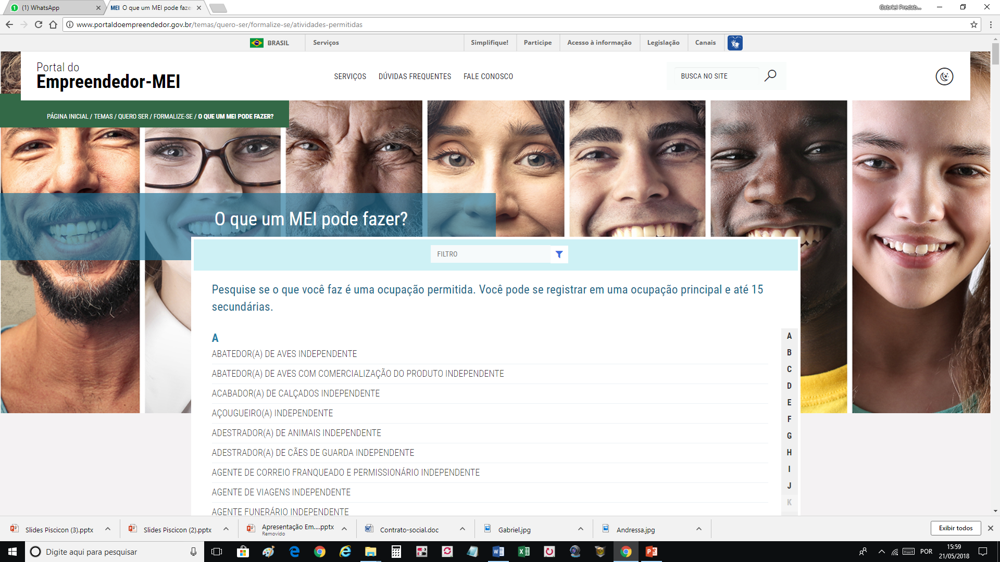 (1) WhatsApp
MEI O que um MEI pode faze
Gabriel Predab...
www.portaldoempreendedor.gov.br/temas/quero-ser/formalize-se/atividades-permitidas
BRASIL
Serviços
Simplifique!
Participe
Acesso à informação
Legislação
Canais
Portal do
Empreendedor-MEI
SERVIÇOS
DÚVIDAS FREQUENTES
FALE CONOSCO
BUSCA NO SITE
PÁGINA INICIAL / TEMAS / QUERO SER / FORMALIZE-SE / O QUE UM MEI PODE FAZER?
O que um MEI pode fazer?
FILTRO
Pesquise se o que você faz é uma ocupação permitida. Você pode se registrar em uma ocupação principal e até 15
secundárias.
A
ABATEDOR(A) DE AVES INDEPENDENTE
ABATEDOR(A) DE AVES COM COMERCIALIZAÇÃO DO PRODUTO INDEPENDENTE
ACABADOR(A) DE CALÇADOS INDEPENDENTE
AÇOUGUEIRO(A) INDEPENDENTE
ADESTRADOR(A) DE ANIMAIS INDEPENDENTE
ADESTRADOR(A) DE CÃES DE GUARDA INDEPENDENTE
AGENTE DE CORREIO FRANQUEADO E PERMISSIONÁRIO INDEPENDENTE
AGENTE DE VIAGENS INDEPENDENTE
AGENTE FUNERÁRIO INDEPENDENTE
A
B
C
D
E
F
G
H
I
J
K
Slides Piscicon (3).pptx
Slides Piscicon (2).pptx
Apresentação Em....pptx
Removido
Contrato-social.doc
Gabriel.jpg
Andressa.jpg
Exibir todos
Digite aqui para pesquisar
POR
15:59
21/05/2018